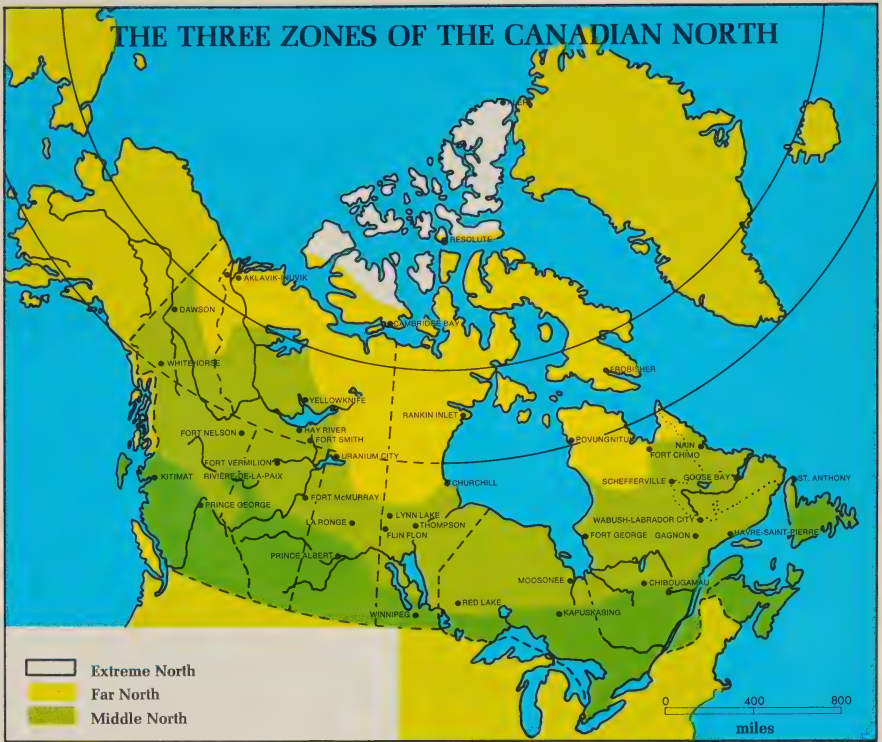 THE THREE ZONES OF THE CANADIAN NORTH
ALERT
RESOLUTE
AKLAVIK-INUVIK
DAWSON
CAMBRIDGE BAY
WHITEHORSE
FROBISHER
YELLOWKNIFE
RANKIN INLET
HAY RIVER
FORT NELSON
FORT SMITH
POVUNGNITUK
NAIN
FORT CHIMO
URANIUM CITY
FORT VERMILION
KITIMAT
RIVIÈRE-DE-LA-PAIX
CHURCHILL
SCHEFFERVILLE
GOOSE BAY
ST. ANTHONY
FORT McMURRAY
PRINCE GEORGE
LYNN LAKE
LA RONGE
THOMPSON
FLIN FLON
WABUSH-LABRADOR CITY
FORT GEORGE
GAGNON
HAVRE-SAINT-PIERRE
PRINCE ALBERT
MOOSONEE
CHIBOUGAMAU
RED LAKE
WINNIPEG
KAPUSKASING
Extreme North
Far North
Middle North
0 400 800
miles